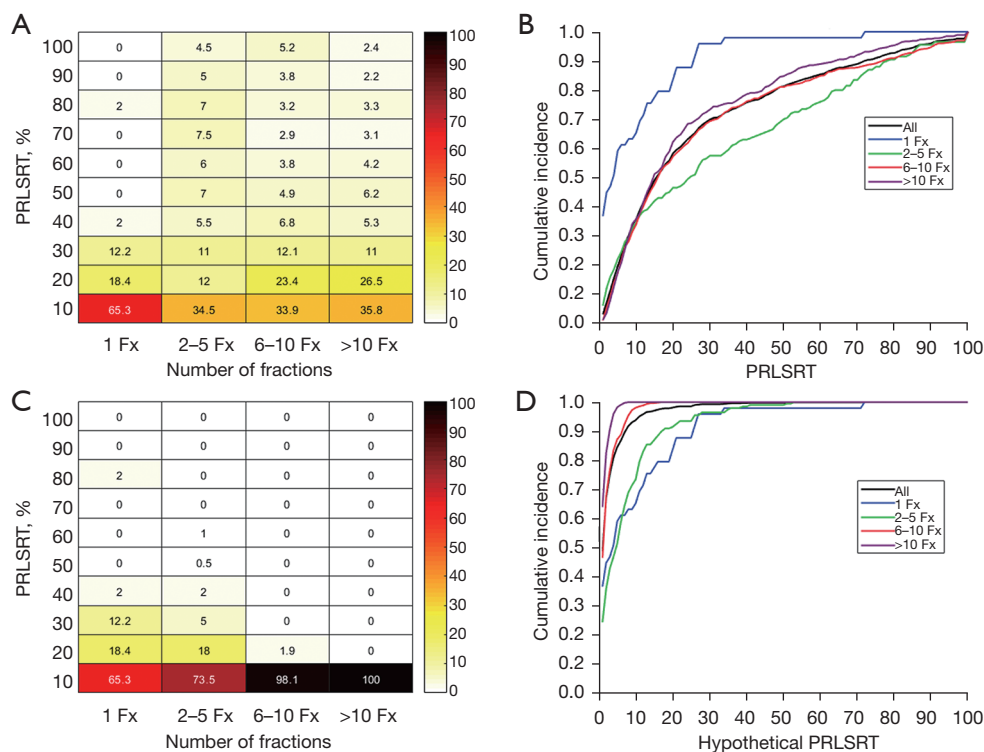 A
PRLSRT, %
100
90
80
70
60
50
40
30
20
10
0 4.5 5.2 2.4
0 5 3.8 2.2
2 7 3.2 3.3
0 7.5 2.9 3.1
0 6 3.8 4.2
0 7 4.9 6.2
2 5.5 6.8 5.3
12.2 11 12.1 11
18.4 12 23.4 26.5
65.3 34.5 33.9 35.8
1 Fx 2–5 Fx 6–10 Fx >10 Fx
Number of fractions
100
90
80
70
60
50
40
30
20
10
0
B
Cumulative incidence
1.0
0.9
0.8
0.7
0.6
0.5
0.4
0.3
0.1
0.2
0.0
All
1 Fx
2–5 Fx
6–10 Fx
>10 Fx
0 10 20 30 40 50 60 70 80 90 100
PRLSRT
C
PRLSRT, %
100
90
80
70
60
50
40
30
20
10
0 0 0 0
0 0 0 0
2 0 0 0
0 0 0 0
0 1 0 0
0 0.5 0 0
2 2 0 0
12.2 5 0 0
18.4 18 1.9 0
65.3 73.5 98.1 100
1 Fx 2–5 Fx 6–10 Fx >10 Fx
Number of fractions
100
90
80
70
60
50
40
30
20
10
0
D
Cumulative incidence
1.0
0.9
0.8
0.7
0.6
0.5
0.4
0.3
0.1
0.2
0.0
All
1 Fx
2–5 Fx
6–10 Fx
>10 Fx
0 10 20 30 40 50 60 70 80 90 100
Hypothetical PRLSRT